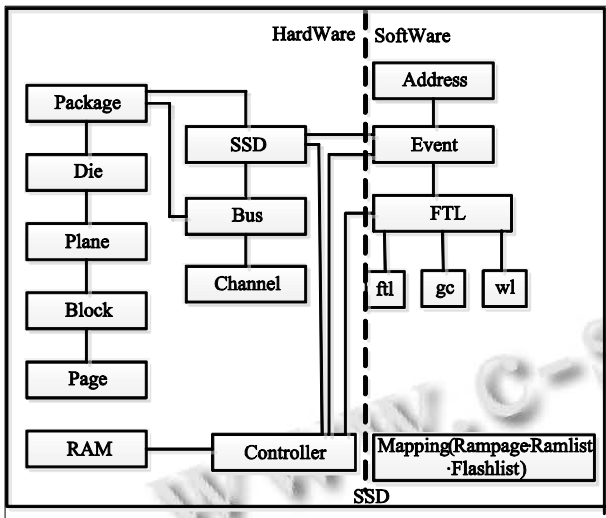 HardWare
SoftWare
Package
Die
Plane
Block
Page
RAM
SSD
Bus
Channel
Controller
Address
Event
FTL
ftl
gc
wl
Mapping(Rampage·Ramlist
·Flashlist)
SSD
www.c-s